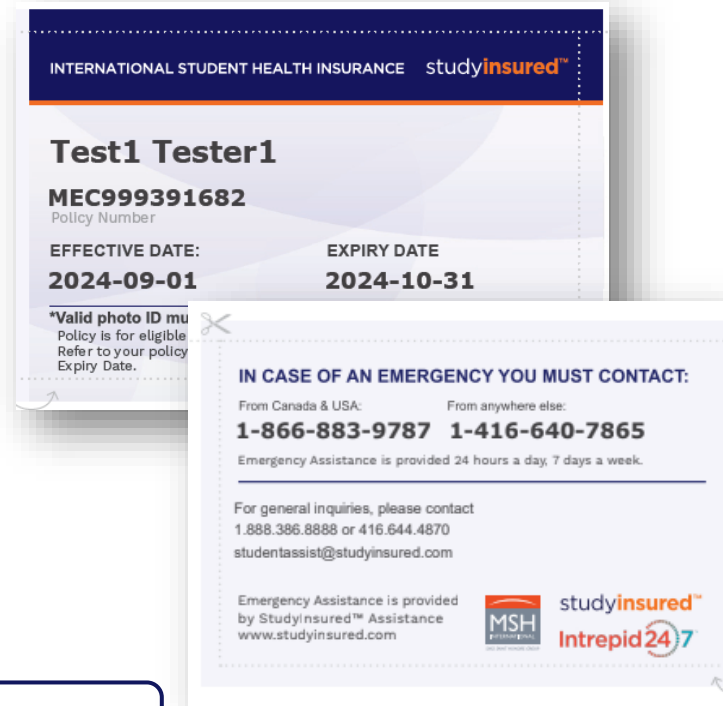 INTERNATIONAL STUDENT HEALTH INSURANCE studyinsured™
Test1 Tester1
MEC999391682
Policy Number
EFFECTIVE DATE: EXPIRY DATE
2024-09-01 2024-10-31
*Valid photo ID
Policy is for eligible
Refer to your policy
Expiry Date.
IN CASE OF AN EMERGENCY YOU MUST CONTACT:
From Canada & USA: From anywhere else:
1-866-883-9787 1-416-640-7865
Emergency Assistance is provided 24 hours a day, 7 days a week.
For general inquiries, please contact
1.888.386.8888 or 416.644.4870
studentassist@studyinsured.com
Emergency Assistance is provided
by StudyInsured™ Assistance
www.studyinsured.com
MSH
INTERNATIONAL
studyinsured™
Intrepid 24/7